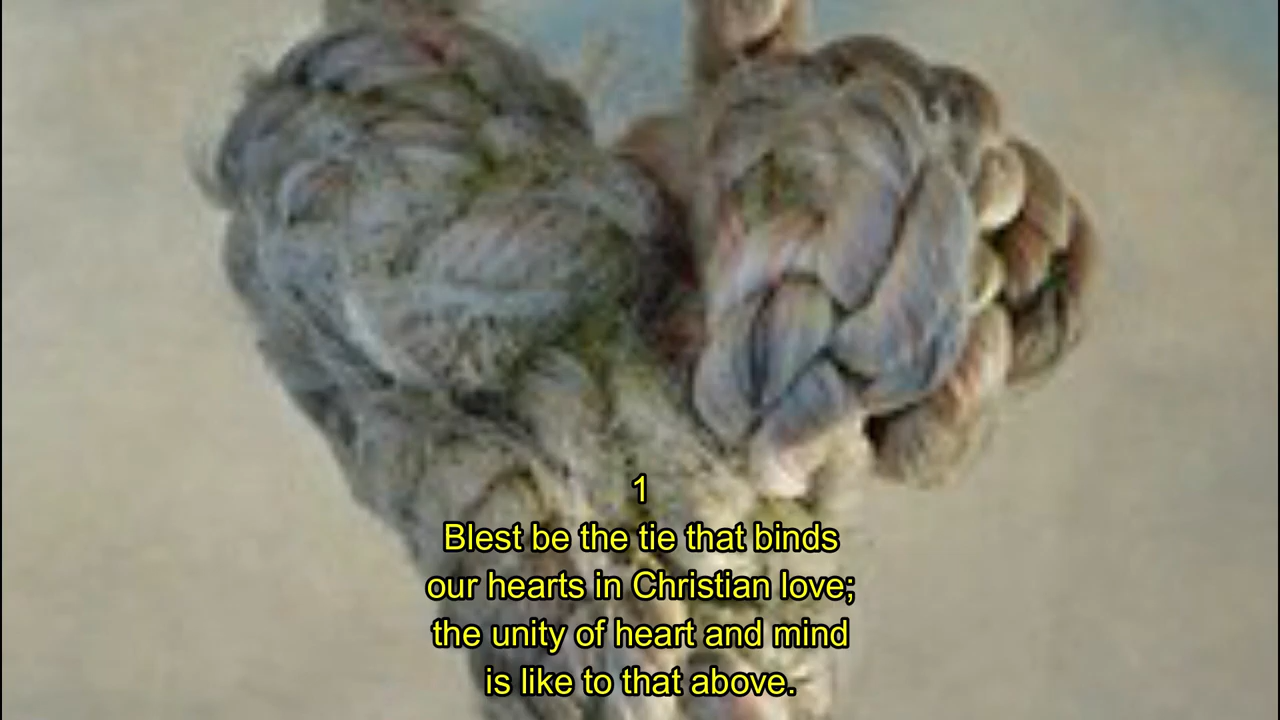 1
Blest be the tie that binds
our hearts in Christian love;
the unity of heart and mind
is like to that above.